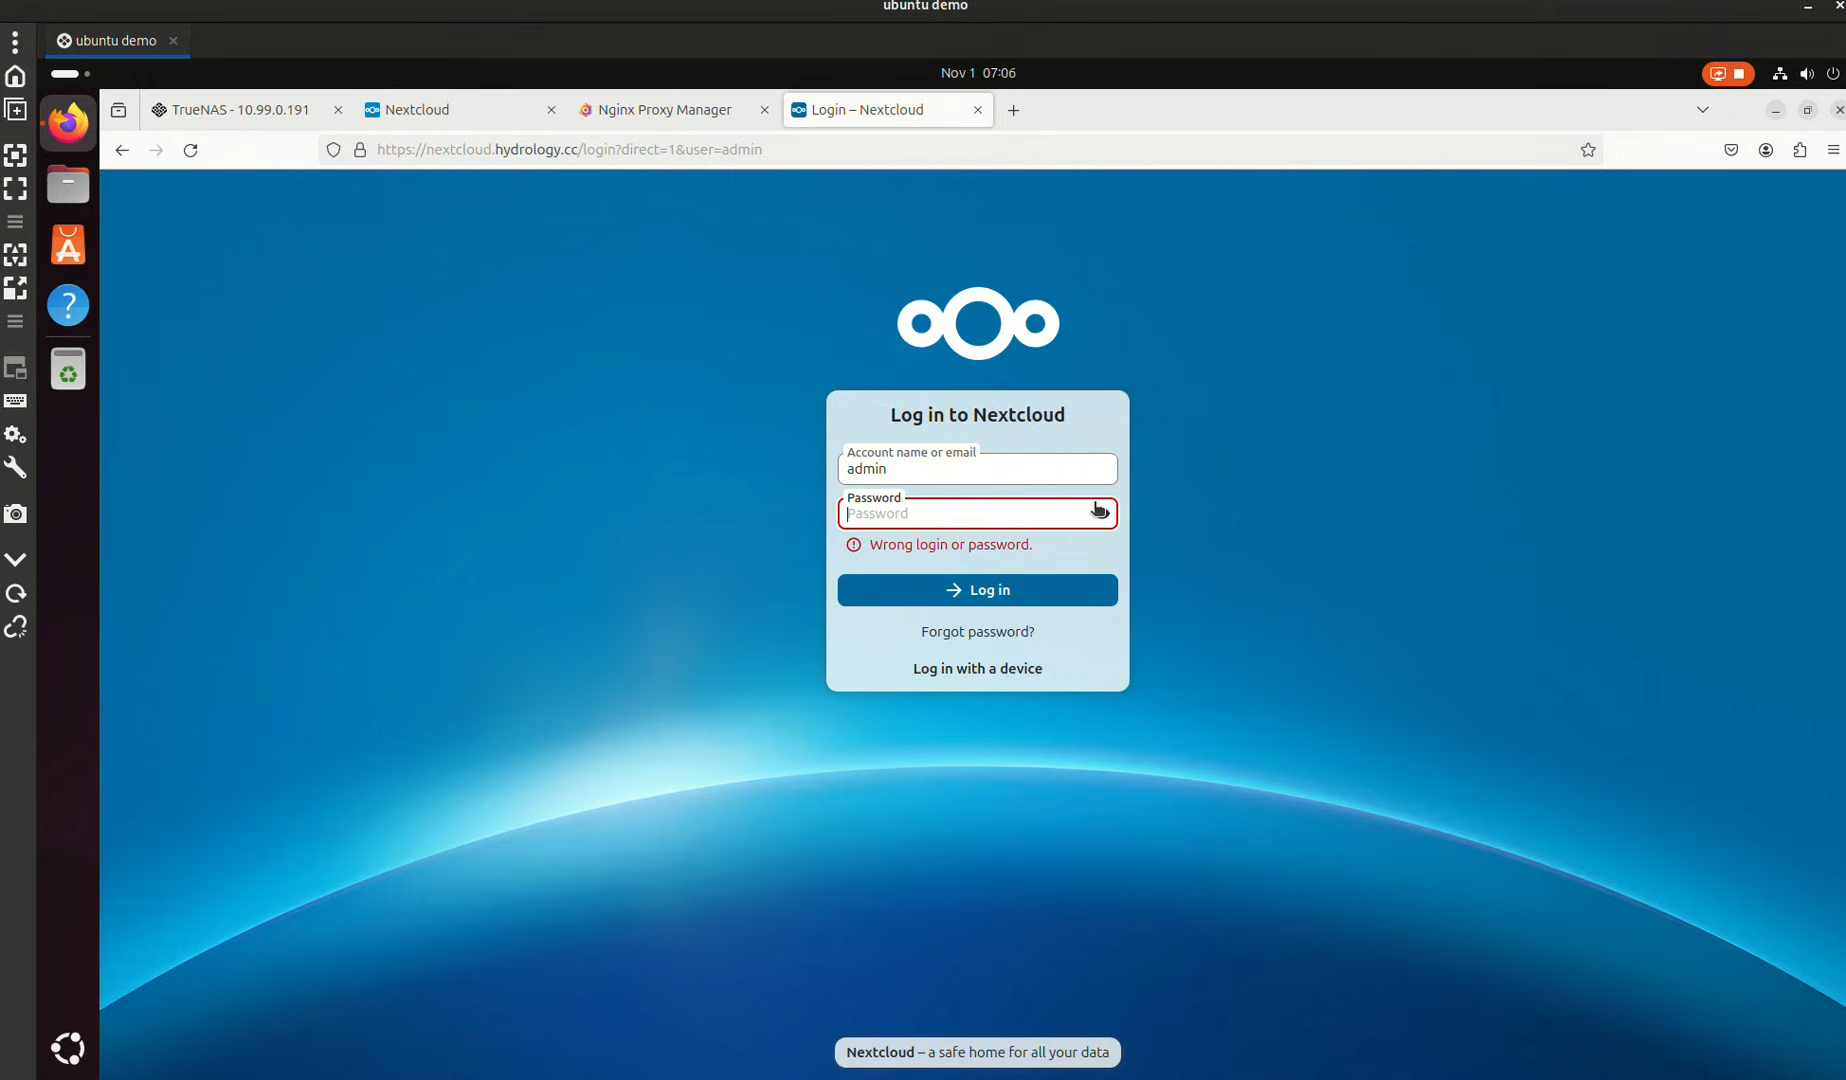 ubuntu demo
ubuntu demo
Nov 1 07:06
TrueNAS - 10.99.0.191
Nextcloud
Nginx Proxy Manager
Login – Nextcloud
https://nextcloud.hydrology.cc/login?direct=1&user=admin
Log in to Nextcloud
Account name or email
admin
Password
Password
Wrong login or password.
Log in
Forgot password?
Log in with a device
Nextcloud – a safe home for all your data